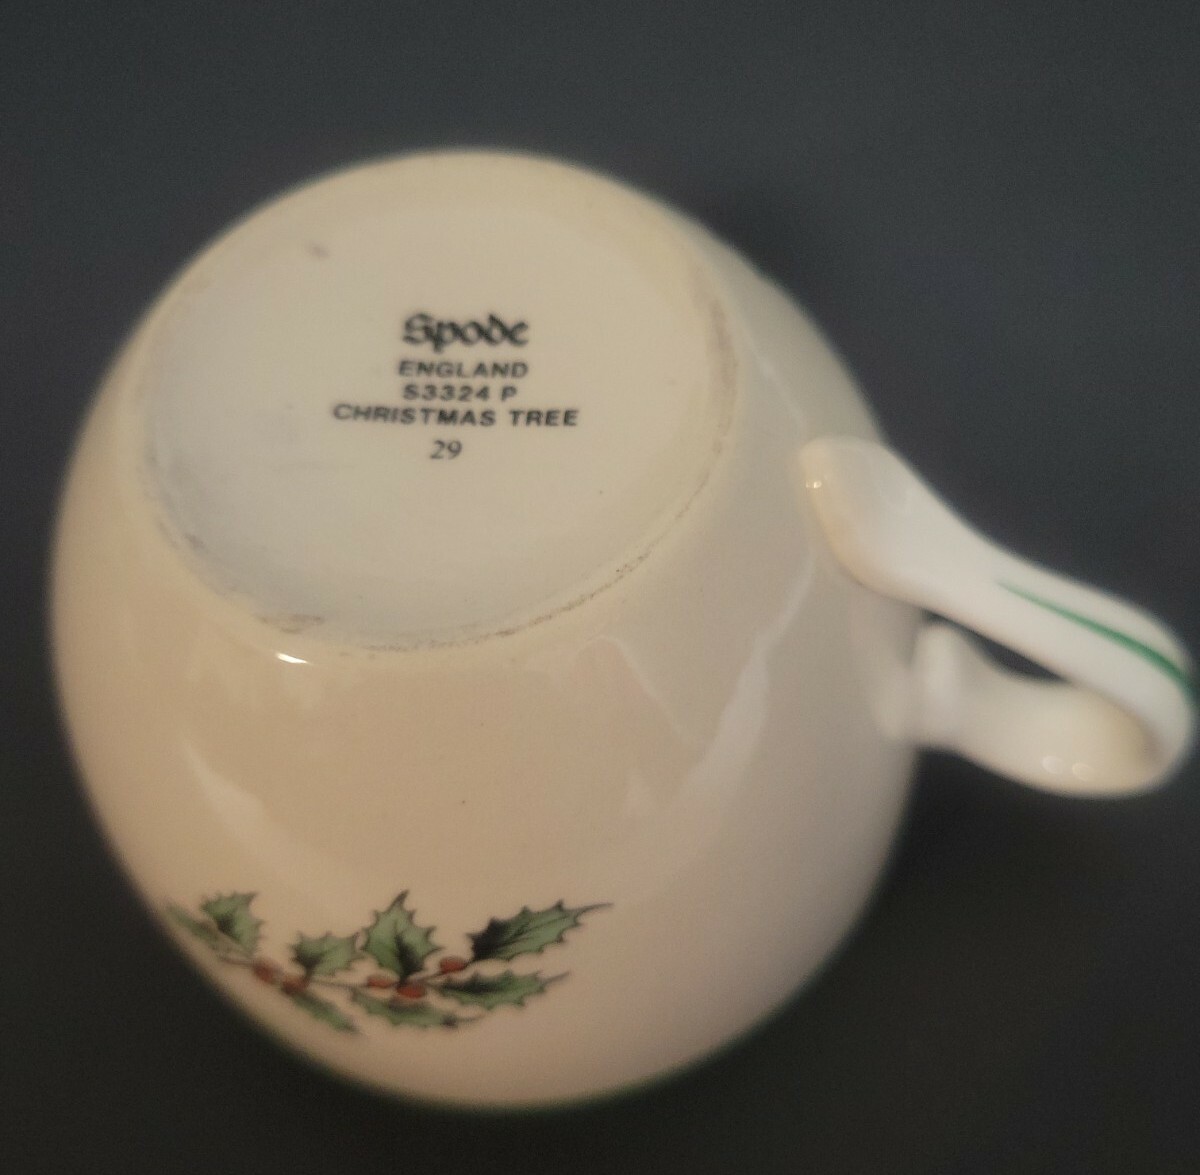 Spode
ENGLAND
S3324 P
CHRISTMAS TREE
29